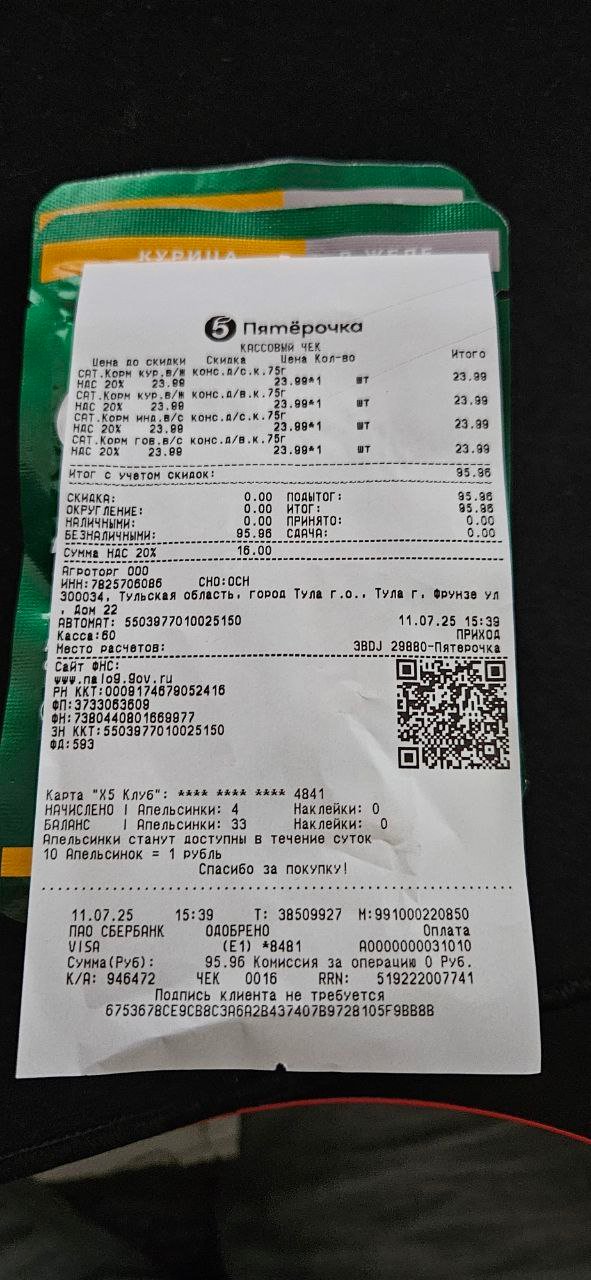 КУРИЦА
В ЖЕЛЕ
5 Пятёрочка
КАССОВЫЙ ЧЕК
Цена до скидки Скидка Цена Кол-во Итого
САТ.Корм кур.в/ж конс.д/с.к.75г
НДС 20% 23.99 23.99*1 шт 23.99
САТ.Корм кур.в/ж конс.д/в.к.75г
НДС 20% 23.99 23.99*1 шт 23.99
САТ.Корм инд.в/с конс.д/с.к.75г
НДС 20% 23.99 23.99*1 шт 23.99
САТ.Корм гов.в/с конс.д/в.к.75г
НДС 20% 23.99 23.99*1 шт 23.99
Итог с учетом скидок: 95.96
СКИДКА: 0.00 ПОДЫТОГ: 95.96
ОКРУГЛЕНИЕ: 0.00 ИТОГ: 95.96
НАЛИЧНЫМИ: 0.00 ПРИНЯТО: 0.00
БЕЗНАЛИЧНЫМИ: 95.96 СДАЧА: 0.00
Сумма НДС 20% 16.00
Агроторг ООО
ИНН:7825706086 СНО:ОСН
300034, Тульская область, город Тула г.о., Тула г, Фрунзе ул
, дом 22
АВТОМАТ: 5503977010025150 11.07.25 15:39
Касса:60 ПРИХОД
Место расчетов: 3BDJ 29880-Пятерочка
Сайт ФНС:
www.nalog.gov.ru
РН ККТ:0009174679052416
ФП:3733063609
ФН:7380440801669977
ЗН ККТ:5503977010025150
ФД:593
Карта "X5 Клуб": **** **** **** 4841
НАЧИСЛЕНО | Апельсинки: 4 Наклейки: 0
БАЛАНС | Апельсинки: 33 Наклейки: 0
Апельсинки станут доступны в течение суток
10 Апельсинок = 1 рубль
Спасибо за покупку!
11.07.25 15:39 Т: 38509927 М:991000220850
ПАО СБЕРБАНК ОДОБРЕНО Оплата
VISA (E1) *8481 A0000000031010
Сумма(Руб): 95.96 Комиссия за операцию 0 Руб.
К/А: 946472 ЧЕК 0016 RRN: 519222007741
Подпись клиента не требуется
6753678CE9CB8C3A6A2B437407B9728105F9BB8B